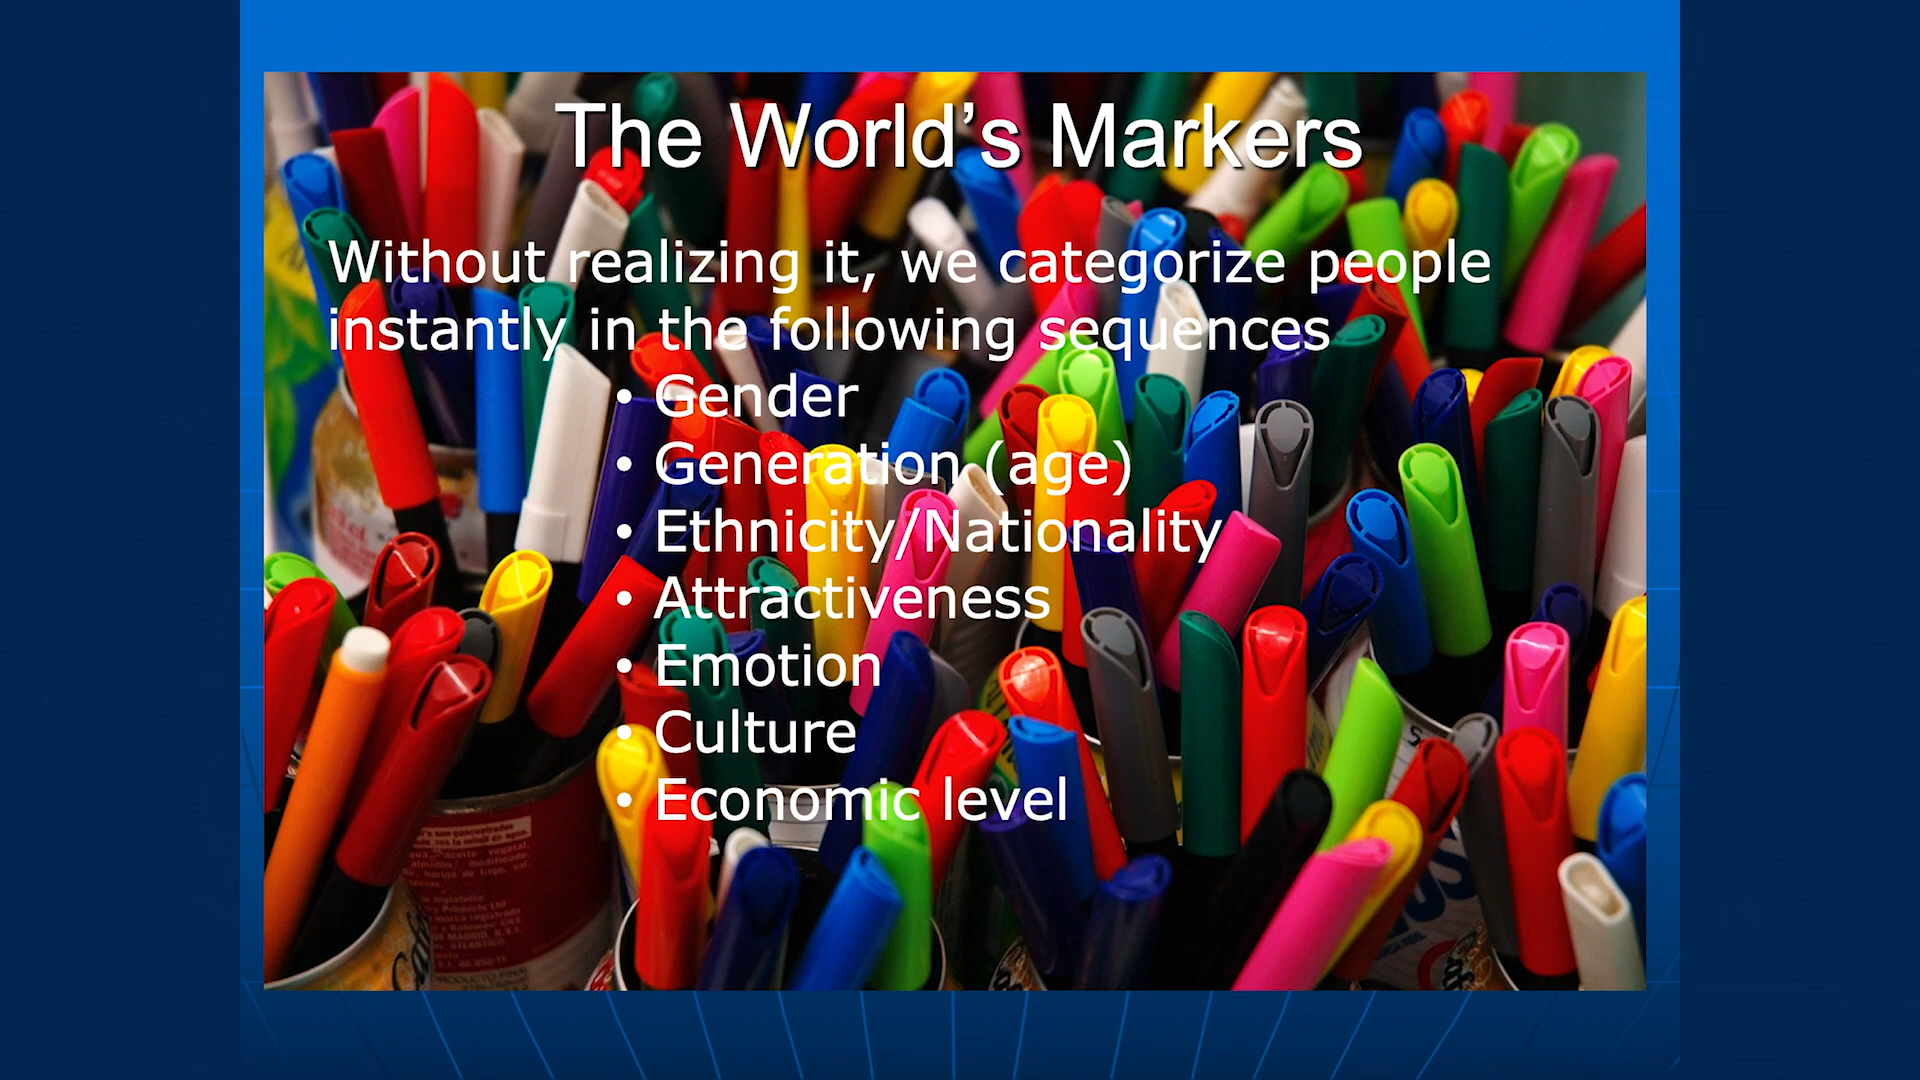 The World’s Markers
Without realizing it, we categorize people
instantly in the following sequences
• Gender
• Generation (age)
• Ethnicity/Nationality
• Attractiveness
• Emotion
• Culture
• Economic level